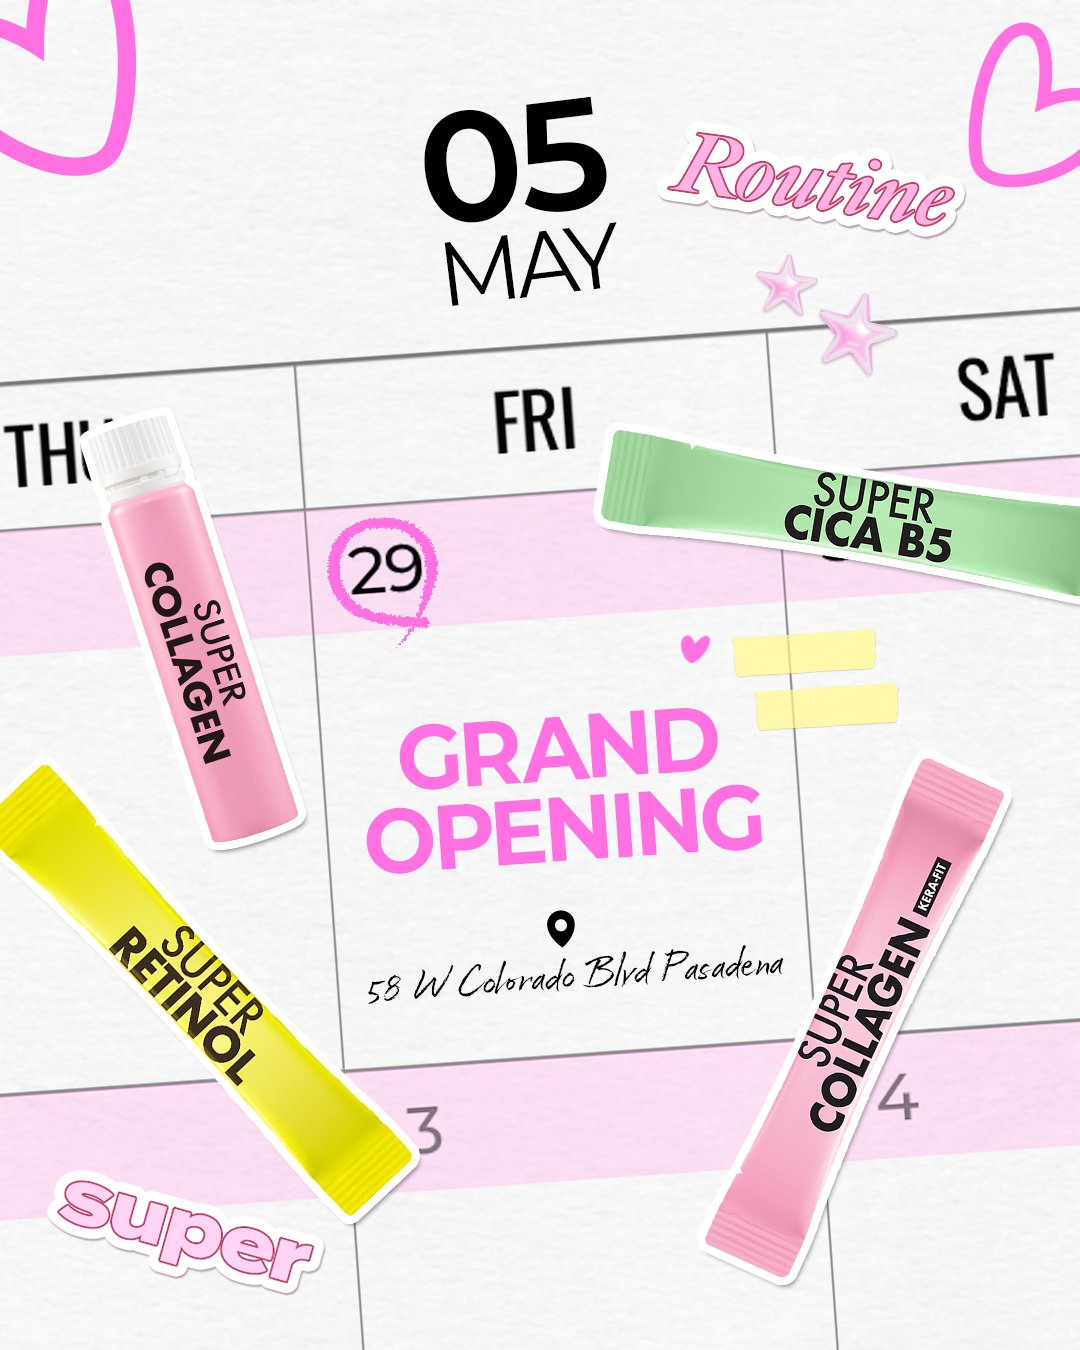 05
MAY
Routine
THU
FRI
SAT
29
SUPER
CICA B5
SUPER
COLLAGEN
GRAND
OPENING
58 W Colorado Blvd Pasadena
SUPER
RETINOL
SUPER
COLLAGEN
KERA-FIT
3
4
super